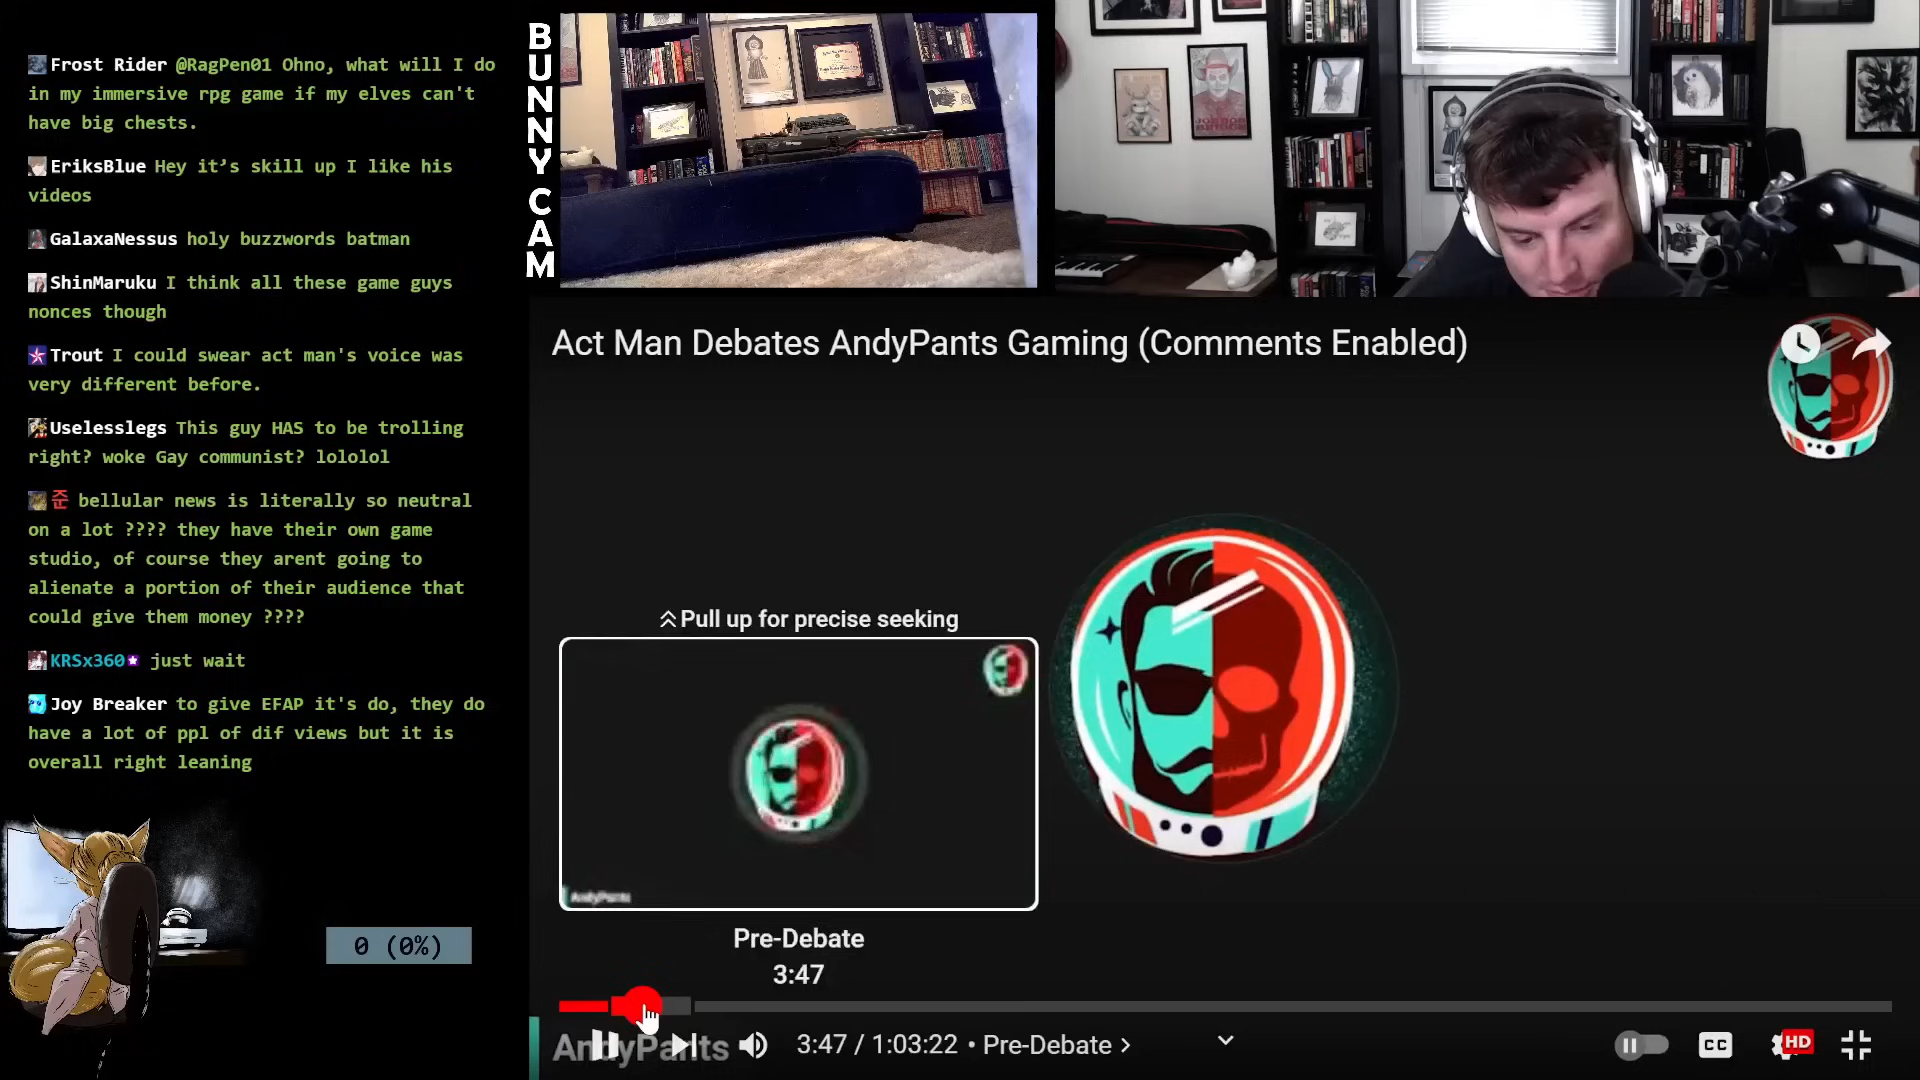 Frost Rider @RagPen01 Ohno, what will I do
in my immersive rpg game if my elves can't
have big chests.
EriksBlue Hey it’s skill up I like his
videos
GalaxaNessus holy buzzwords batman
ShinMaruku I think all these game guys
nonces though
Trout I could swear act man's voice was
very different before.
Uselesslegs This guy HAS to be trolling
right? woke Gay communist? lololol
준 bellular news is literally so neutral
on a lot ???? they have their own game
studio, of course they arent going to
alienate a portion of their audience that
could give them money ????
KRSx360 just wait
Joy Breaker to give EFAP it's do, they do
have a lot of ppl of dif views but it is
overall right leaning
0 (0%)
BUNNY CAM
Act Man Debates AndyPants Gaming (Comments Enabled)
Pull up for precise seeking
AndyPants
Pre-Debate
3:47
AndyPants
3:47 / 1:03:22 • Pre-Debate >
CC
HD